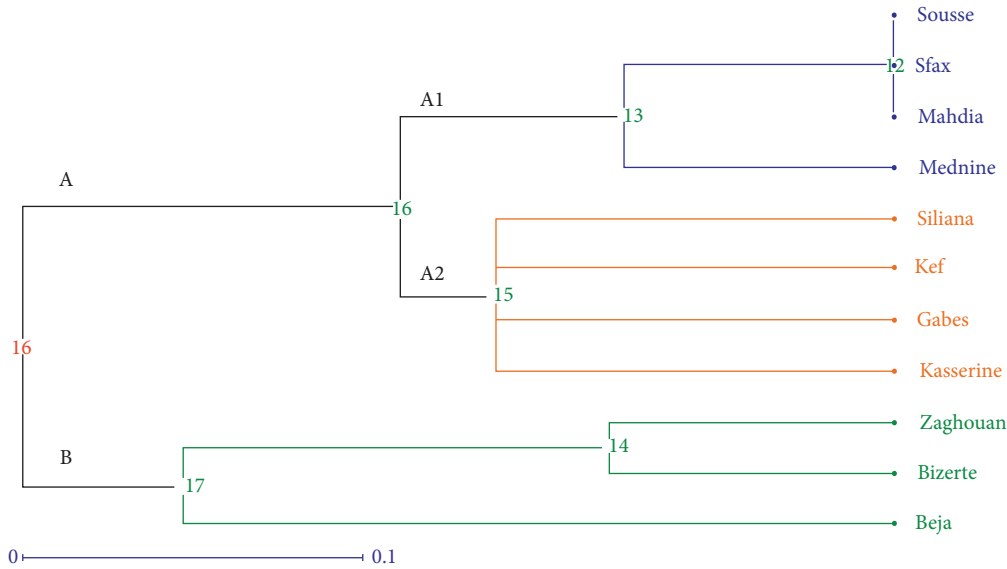 Sousse
12 Sfax
A1
13
Mahdia
Mednine
A
16
Siliana
A2
Kef
15
Gabes
16
Kasserine
Zaghouan
14
B
Bizerte
17
Beja
0 0.1